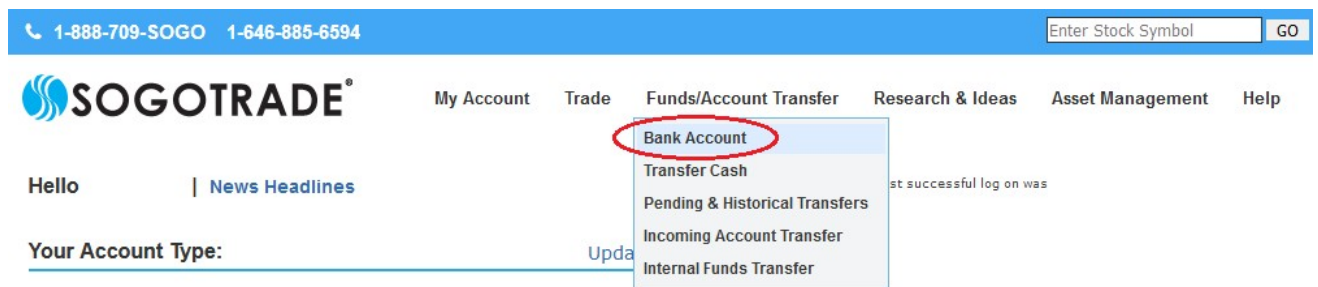 1-888-709-SOGO 1-646-885-6594
Enter Stock Symbol GO
SOGOTRADE®
My Account Trade Funds/Account Transfer Research & Ideas Asset Management Help
Bank Account
Transfer Cash
Hello | News Headlines
st successful log on was
Pending & Historical Transfers
Incoming Account Transfer
Your Account Type:
Upda
Internal Funds Transfer